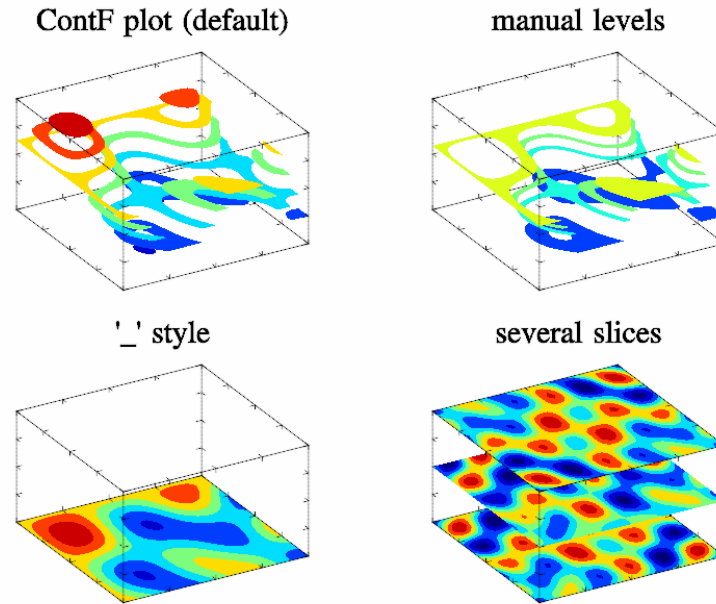 ContF plot (default)
manual levels
'_' style
several slices